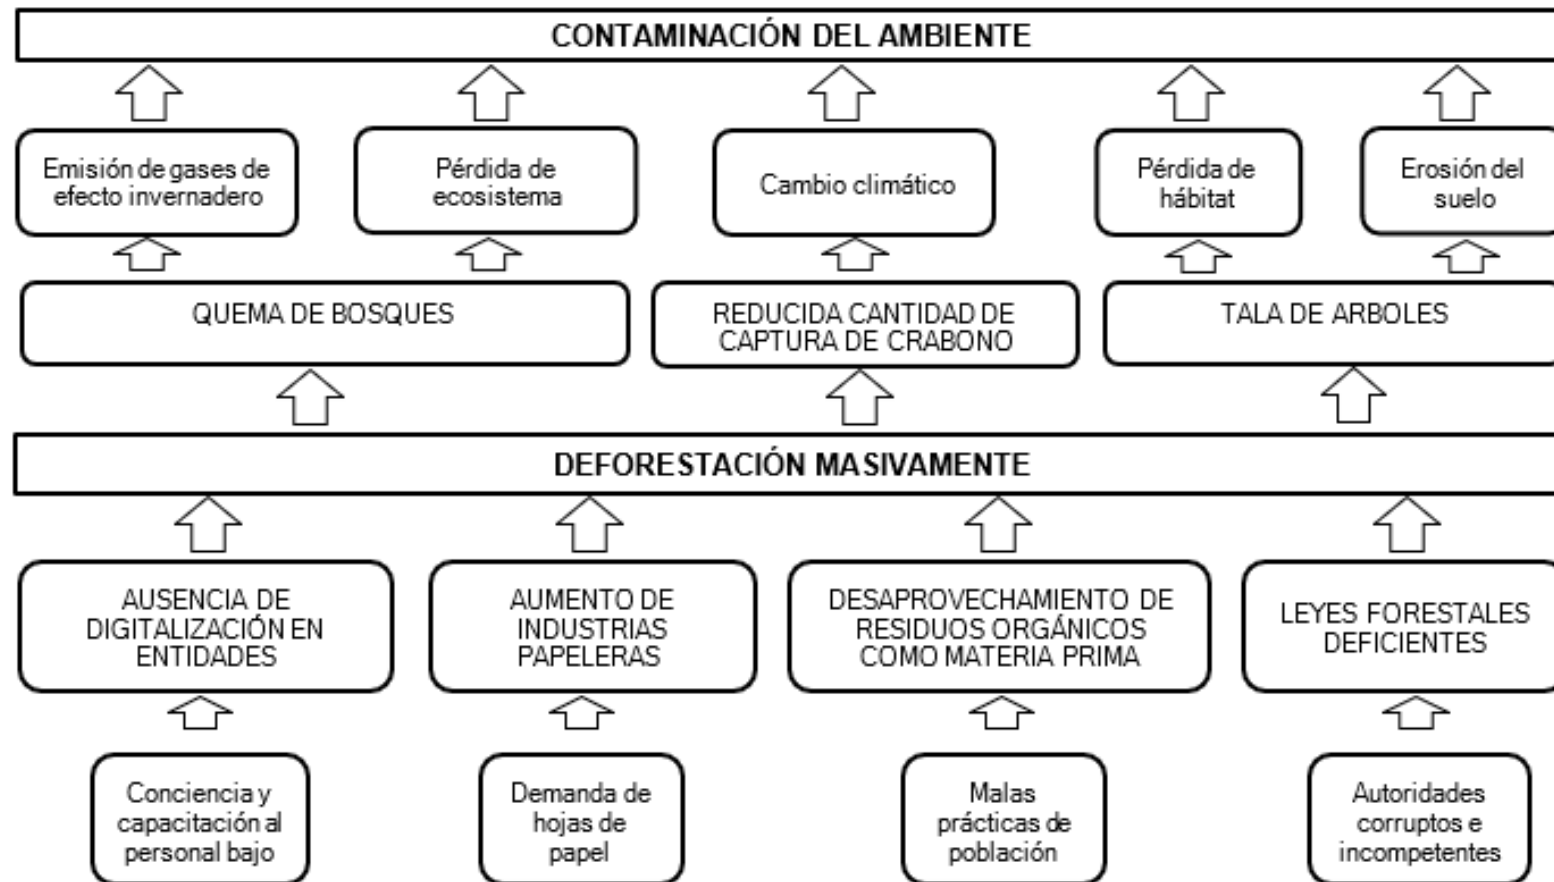 CONTAMINACIÓN DEL AMBIENTE
Emisión de gases de
efecto invernadero
Pérdida de
ecosistema
Cambio climático
Pérdida de
hábitat
Erosión del
suelo
QUEMA DE BOSQUES
REDUCIDA CANTIDAD DE
CAPTURA DE CRABONO
TALA DE ARBOLES
DEFORESTACIÓN MASIVAMENTE
AUSENCIA DE
DIGITALIZACIÓN EN
ENTIDADES
AUMENTO DE
INDUSTRIAS
PAPELERAS
DESAPROVECHAMIENTO DE
RESIDUOS ORGÁNICOS
COMO MATERIA PRIMA
LEYES FORESTALES
DEFICIENTES
Conciencia y
capacitación al
personal bajo
Demanda de
hojas de
papel
Malas
prácticas de
población
Autoridades
corruptos e
incompetentes